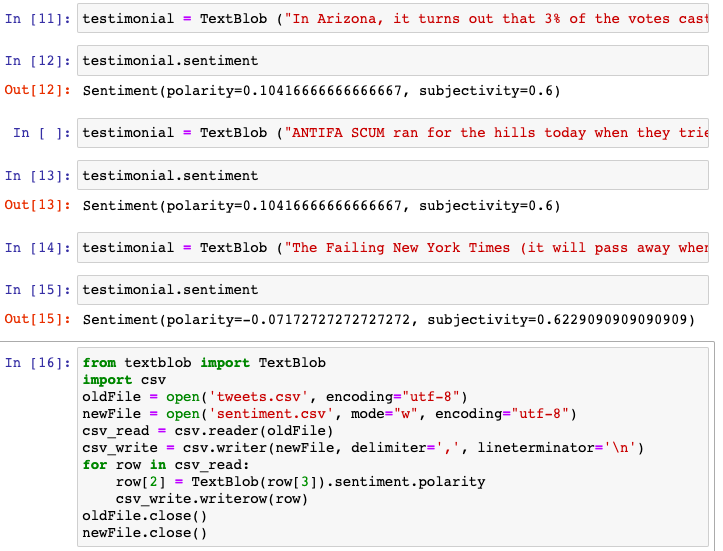 In [11]: testimonial = TextBlob ("In Arizona, it turns out that 3% of the votes cast
In [12]: testimonial.sentiment
Out[12]: Sentiment(polarity=0.10416666666666667, subjectivity=0.6)
In [ ]: testimonial = TextBlob ("ANTIFA SCUM ran for the hills today when they trie
In [13]: testimonial.sentiment
Out[13]: Sentiment(polarity=0.10416666666666667, subjectivity=0.6)
In [14]: testimonial = TextBlob ("The Failing New York Times (it will pass away when
In [15]: testimonial.sentiment
Out[15]: Sentiment(polarity=-0.07172727272727272, subjectivity=0.6229090909090909)
In [16]: from textblob import TextBlob
import csv
oldFile = open('tweets.csv', encoding="utf-8")
newFile = open('sentiment.csv', mode="w", encoding="utf-8")
csv_read = csv.reader(oldFile)
csv_write = csv.writer(newFile, delimiter=',', lineterminator='\n')
for row in csv_read:
    row[2] = TextBlob(row[3]).sentiment.polarity
    csv_write.writerow(row)
oldFile.close()
newFile.close()